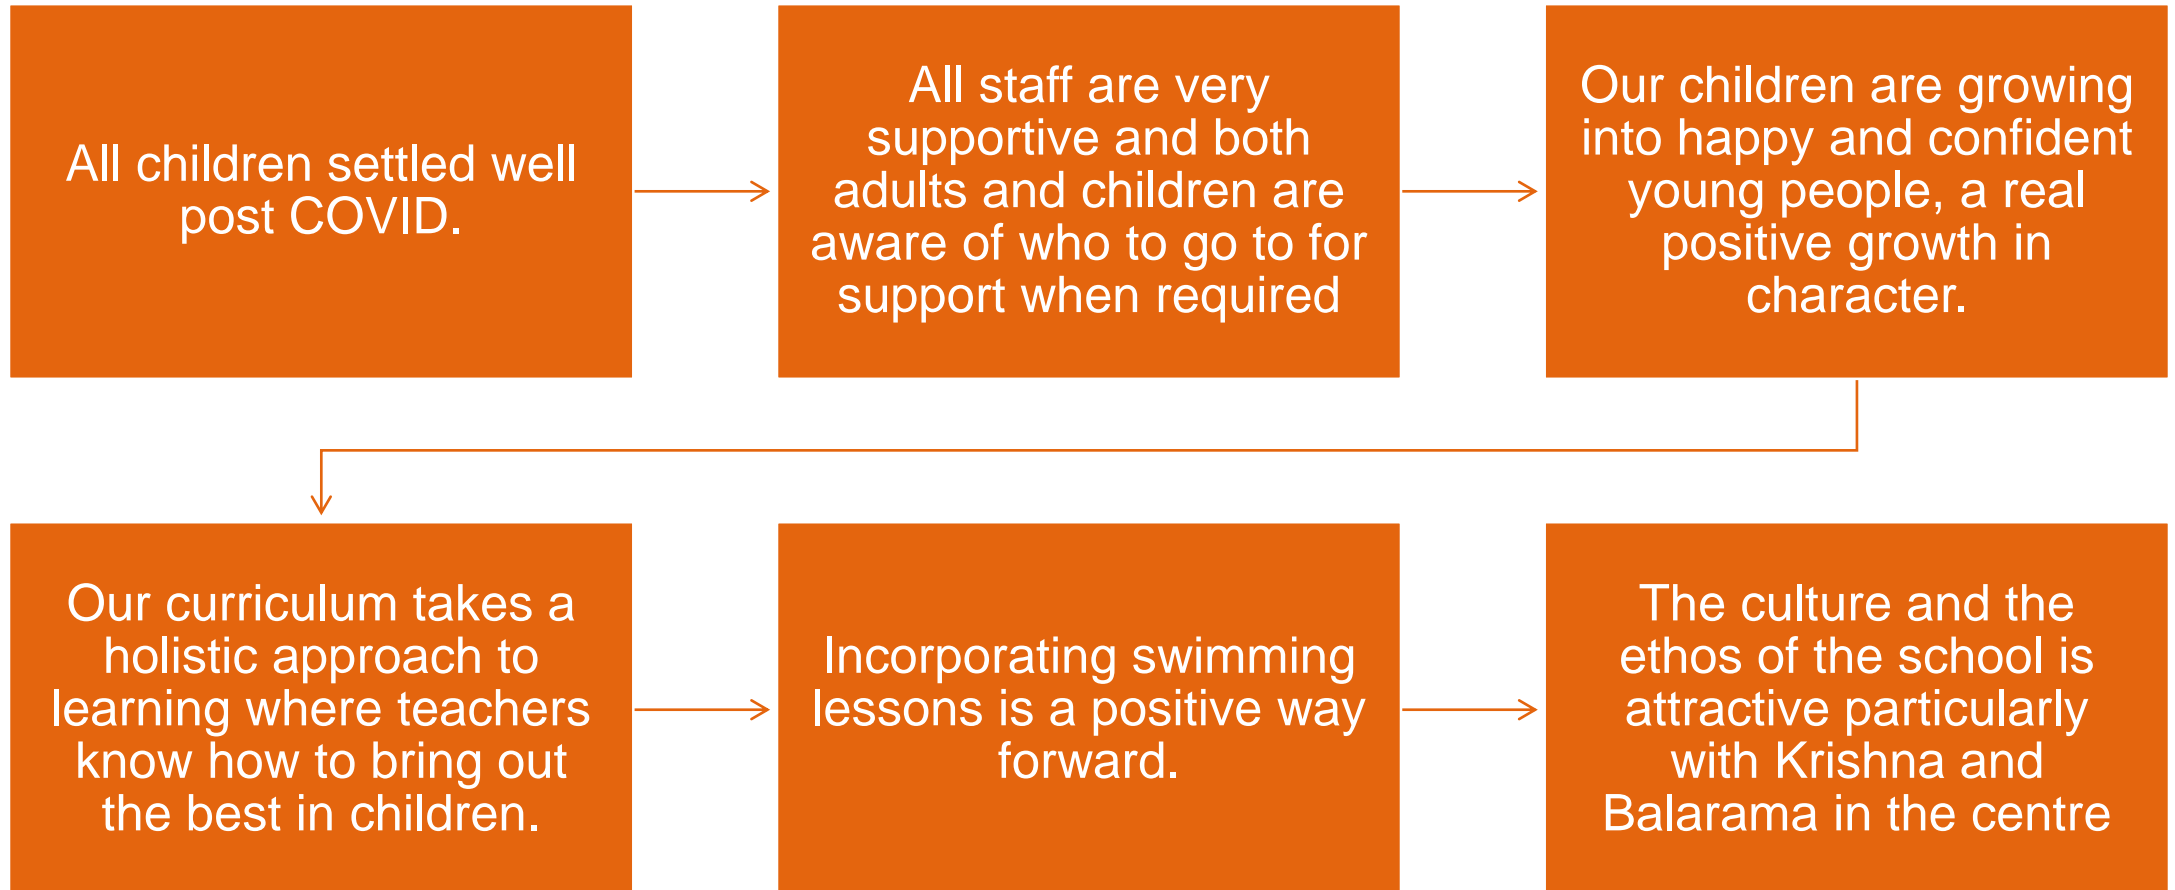 All children settled well
post COVID.
All staff are very
supportive and both
adults and children are
aware of who to go to for
support when required
Our children are growing
into happy and confident
young people, a real
positive growth in
character.
Our curriculum takes a
holistic approach to
learning where teachers
know how to bring out
the best in children.
Incorporating swimming
lessons is a positive way
forward.
The culture and the
ethos of the school is
attractive particularly
with Krishna and
Balarama in the centre